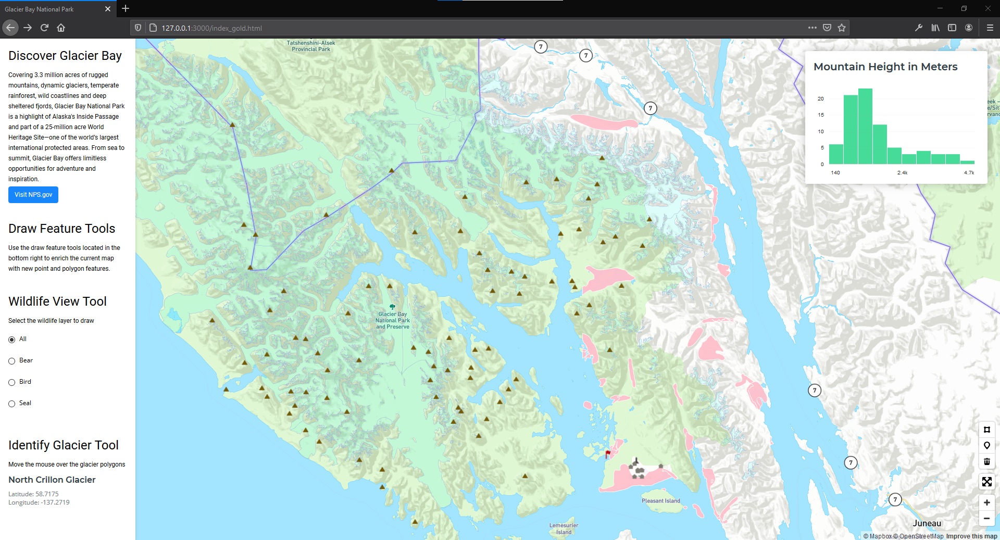 Glacier Bay National Park
127.0.0.1:3000/index_gold.html
Discover Glacier Bay
Covering 3.3 million acres of rugged
mountains, dynamic glaciers, temperate
rainforest, wild coastlines and deep
sheltered fjords, Glacier Bay National Park
is a highlight of Alaska's Inside Passage
and part of a 25-million acre World
Heritage Site—one of the world's largest
international protected areas. From sea to
summit, Glacier Bay offers limitless
opportunities for adventure and
inspiration.
Visit NPS.gov
Draw Feature Tools
Use the draw feature tools located in the
bottom right to enrich the current map
with new point and polygon features.
Wildlife View Tool
Select the wildlife layer to draw
All
Bear
Bird
Seal
Identify Glacier Tool
Move the mouse over the glacier polygons
North Crillon Glacier
Latitude: 58.7175
Longitude: -137.2719
Tatshenshini-Alsek
Provincial Park
7
7
7
Glacier Bay
National Park
and Preserve
7
7
7
Pleasant Island
Lemesurier
Island
Juneau
Mountain Height in Meters
20
15
10
5
0
140
2.4k
4.7k
© Mapbox © OpenStreetMap Improve this map